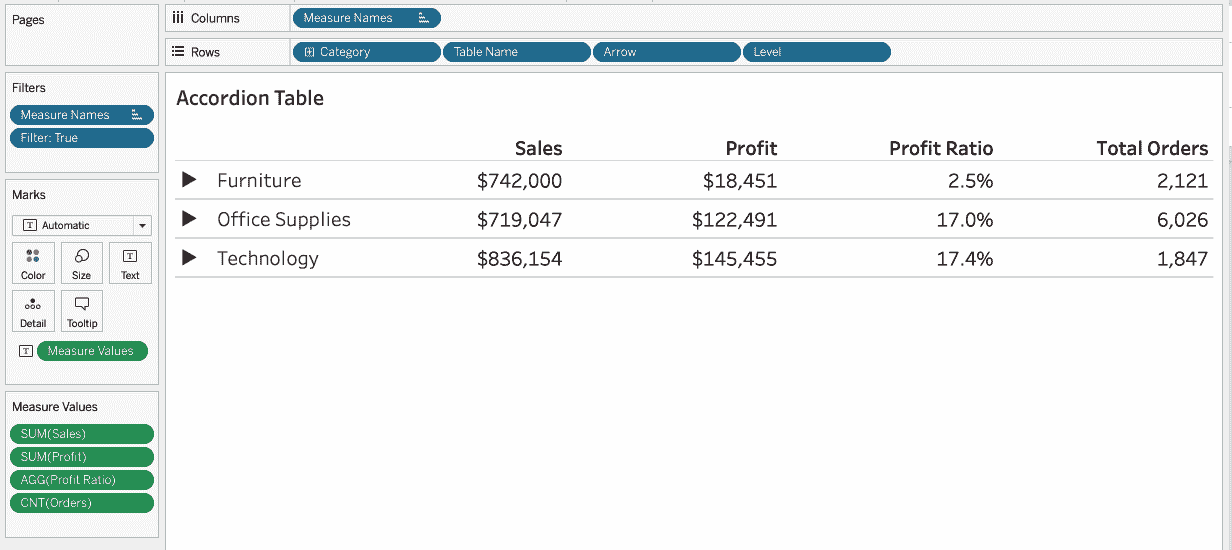 Pages
Columns
Measure Names
Rows
Category
Table Name
Arrow
Level
Filters
Measure Names
Filter: True
Marks
Automatic
Color
Size
Text
Detail
Tooltip
Measure Values
Measure Values
SUM(Sales)
SUM(Profit)
AGG(Profit Ratio)
CNT(Orders)
Accordion Table
Sales Profit Profit Ratio Total Orders
Furniture $742,000 $18,451 2.5% 2,121
Office Supplies $719,047 $122,491 17.0% 6,026
Technology $836,154 $145,455 17.4% 1,847